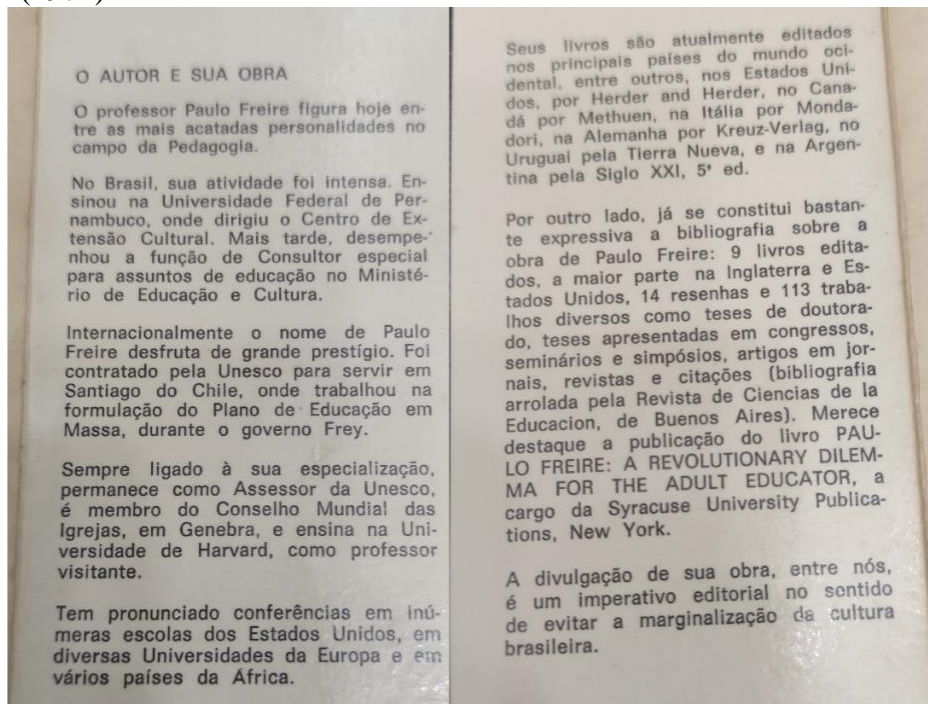 O AUTOR E SUA OBRA
O professor Paulo Freire figura hoje en-
tre as mais acatadas personalidades no
campo da Pedagogia.
No Brasil, sua atividade foi intensa. En-
sinou na Universidade Federal de Per-
nambuco, onde dirigiu o Centro de Ex-
tensão Cultural. Mais tarde, desempe-
nhou a função de Consultor especial
para assuntos de educação no Ministé-
rio de Educação e Cultura.
Internacionalmente o nome de Paulo
Freire desfruta de grande prestígio. Foi
contratado pela Unesco para servir em
Santiago do Chile, onde trabalhou na
formulação do Plano de Educação em
Massa, durante o governo Frey.
Sempre ligado à sua especialização,
permanece como Assessor da Unesco,
é membro do Conselho Mundial das
Igrejas, em Genebra, e ensina na Uni-
versidade de Harvard, como professor
visitante.
Tem pronunciado conferências em inú-
meras escolas dos Estados Unidos, em
diversas Universidades da Europa e em
vários países da África.
Seus livros são atualmente editados
nos principais países do mundo oci-
dental, entre outros, nos Estados Uni-
dos, por Herder and Herder, no Cana-
dá por Methuen, na Itália por Monda-
dori, na Alemanha por Kreuz-Verlag, no
Uruguai pela Tierra Nueva, e na Argen-
tina pela Siglo XXI, 5ª ed.
Por outro lado, já se constitui bastan-
te expressiva a bibliografia sobre a
obra de Paulo Freire: 9 livros edita-
dos, a maior parte na Inglaterra e Es-
tados Unidos, 14 resenhas e 113 traba-
lhos diversos como teses de doutora-
do, teses apresentadas em congressos,
seminários e simpósios, artigos em jor-
nais, revistas e citações (bibliografia
arrolada pela Revista de Ciencias de la
Educacion, de Buenos Aires). Merece
destaque a publicação do livro PAU-
LO FREIRE: A REVOLUTIONARY DILEM-
MA FOR THE ADULT EDUCATOR, a
cargo da Syracuse University Publica-
tions, New York.
A divulgação de sua obra, entre nós,
é um imperativo editorial no sentido
de evitar a marginalização da cultura
brasileira.